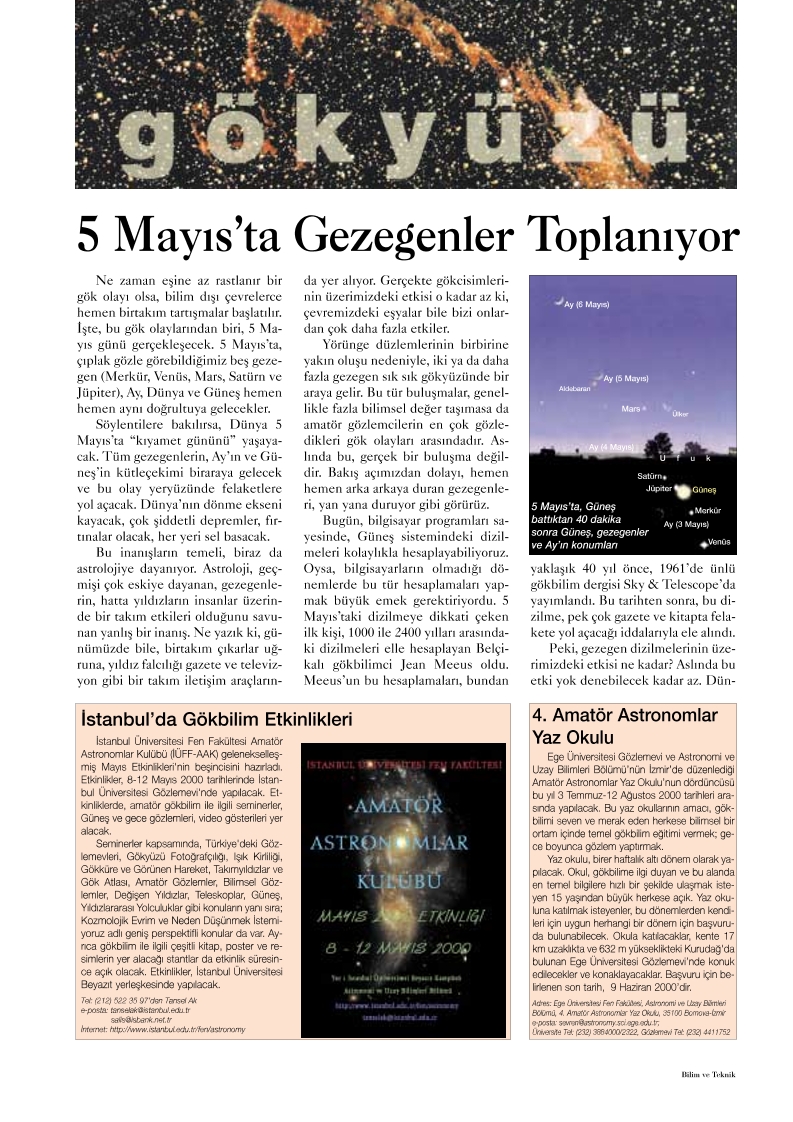 gökyüzü
5 Mayıs’ta Gezegenler Toplanıyor
Ne zaman eşine az rastlanır bir
gök olayı olsa, bilim dışı çevrelerce
hemen birtakım tartışmalar başlatılır.
İşte, bu gök olaylarından biri, 5 Ma-
yıs günü gerçekleşecek. 5 Mayıs’ta,
çıplak gözle görebildiğimiz beş geze-
gen (Merkür, Venüs, Mars, Satürn ve
Jüpiter), Ay, Dünya ve Güneş hemen
hemen aynı doğrultuya gelecekler.
Söylentilere bakılırsa, Dünya 5
Mayıs’ta “kıyamet gününü” yaşaya-
cak. Tüm gezegenlerin, Ay’ın ve Gü-
neş’in kütleçekimi biraraya gelecek
ve bu olay yeryüzünde felaketlere
yol açacak. Dünya’nın dönme ekseni
kayacak, çok şiddetli depremler, fır-
tınalar olacak, her yeri sel basacak.
Bu inanışların temeli, biraz da
astrolojiye dayanıyor. Astroloji, geç-
mişi çok eskiye dayanan, gezegenle-
rin, hatta yıldızların insanlar üzerin-
de bir takım etkileri olduğunu savu-
nan yanlış bir inanış. Ne yazık ki, gü-
nümüzde bile, birtakım çıkarlar uğ-
runa, yıldız falcılığı gazete ve televiz-
yon gibi bir takım iletişim araçların-
da yer alıyor. Gerçekte gökcisimleri-
nin üzerimizdeki etkisi o kadar az ki,
çevremizdeki eşyalar bile bizi onlar-
dan çok daha fazla etkiler.
Yörünge düzlemlerinin birbirine
yakın oluşu nedeniyle, iki ya da daha
fazla gezegen sık sık gökyüzünde bir
araya gelir. Bu tür buluşmalar, genel-
likle fazla bilimsel değer taşımasa da
amatör gözlemcilerin en çok gözle-
dikleri gök olayları arasındadır. As-
lında bu, gerçek bir buluşma değil-
dir. Bakış açımızdan dolayı, hemen
hemen arka arkaya duran gezegenle-
ri, yan yana duruyor gibi görürüz.
Bugün, bilgisayar programları sa-
yesinde, Güneş sistemindeki dizil-
meleri kolaylıkla hesaplayabiliyoruz.
Oysa, bilgisayarların olmadığı dö-
nemlerde bu tür hesaplamaları yap-
mak büyük emek gerektiriyordu. 5
Mayıs’taki dizilmeye dikkati çeken
ilk kişi, 1000 ile 2400 yılları arasında-
ki dizilmeleri elle hesaplayan Belçi-
kalı gökbilimci Jean Meeus oldu.
Meeus’un bu hesaplamaları, bundan
Ay (6 Mayıs)
Ay (5 Mayıs)
Aldebaran
Mars
Ülker
Ay (4 Mayıs)
U f u k
Satürn
Jüpiter
Güneş
Merkür
Ay (3 Mayıs)
Venüs
5 Mayıs’ta, Güneş
battıktan 40 dakika
sonra Güneş, gezegenler
ve Ay’ın konumları
yaklaşık 40 yıl önce, 1961’de ünlü
gökbilim dergisi Sky & Telescope’da
yayımlandı. Bu tarihten sonra, bu di-
zilme, pek çok gazete ve kitapta fela-
kete yol açacağı iddalarıyla ele alındı.
Peki, gezegen dizilmelerinin üze-
rimizdeki etkisi ne kadar? Aslında bu
etki yok denebilecek kadar az. Dün-
İstanbul’da Gökbilim Etkinlikleri
İstanbul Üniversitesi Fen Fakültesi Amatör
Astronomlar Kulübü (İÜFF-AAK) gelenekselleş-
miş Mayıs Etkinlikleri’nin beşincisini hazırladı.
Etkinlikler, 8-12 Mayıs 2000 tarihlerinde İstan-
bul Üniversitesi Gözlemevi’nde yapılacak. Et-
kinliklerde, amatör gökbilim ile ilgili seminerler,
Güneş ve gece gözlemleri, video gösterileri yer
alacak.
Seminerler kapsamında, Türkiye’deki Göz-
lemevleri, Gökyüzü Fotoğrafçılığı, Işık Kirliliği,
Gökküre ve Görünen Hareket, Takımyıldızlar ve
Gök Atlası, Amatör Gözlemler, Bilimsel Göz-
lemler, Değişen Yıldızlar, Teleskoplar, Güneş,
Yıldızlararası Yolculuklar gibi konuların yanı sıra;
Kozmolojik Evrim ve Neden Düşünmek İstemi-
yoruz adlı geniş perspektifli konular da var. Ay-
rıca gökbilim ile ilgili çeşitli kitap, poster ve re-
simlerin yer alacağı stantlar da etkinlik süresin-
ce açık olacak. Etkinlikler, İstanbul Üniversitesi
Beyazıt yerleşkesinde yapılacak.
Tel: (212) 522 35 97’den Tansel Ak
e-posta: tanselak@istanbul.edu.tr
salis@isbank.net.tr
İnternet: http://www.istanbul.edu.tr/fen/astronomy
İSTANBUL ÜNİVERSİTESİ FEN FAKÜLTESİ
AMATÖR
ASTRONOMLAR
KULÜBÜ
MAYIS 2000 ETKİNLİĞİ
8 - 12 MAYIS 2000
Yer : İstanbul Üniversitesi Beyazıt Kampüsü
Astronomi ve Uzay Bilimleri Bölümü
http://www.istanbul.edu.tr/fen/astronomy
tanselak@istanbul.edu.tr
4. Amatör Astronomlar
Yaz Okulu
Ege Üniversitesi Gözlemevi ve Astronomi ve
Uzay Bilimleri Bölümü’nün İzmir’de düzenlediği
Amatör Astronomlar Yaz Okulu’nun dördüncüsü
bu yıl 3 Temmuz-12 Ağustos 2000 tarihleri ara-
sında yapılacak. Bu yaz okullarının amacı, gök-
bilimi seven ve merak eden herkese bilimsel bir
ortam içinde temel gökbilim eğitimi vermek; ge-
ce boyunca gözlem yaptırmak.
Yaz okulu, birer haftalık altı dönem olarak ya-
pılacak. Okul, gökbilime ilgi duyan ve bu alanda
en temel bilgilere hızlı bir şekilde ulaşmak iste-
yen 15 yaşından büyük herkese açık. Yaz oku-
luna katılmak isteyenler, bu dönemlerden kendi-
leri için uygun herhangi bir dönem için başvuru-
da bulunabilecek. Okula katılacaklar, kente 17
km uzaklıkta ve 632 m yükseklikteki Kurudağ’da
bulunan Ege Üniversitesi Gözlemevi’nde konuk
edilecekler ve konaklayacaklar. Başvuru için be-
lirlenen son tarih, 9 Haziran 2000’dir.
Adres: Ege Üniversitesi Fen Fakültesi, Astronomi ve Uzay Bilimleri
Bölümü, 4. Amatör Astronomlar Yaz Okulu, 35100 Bornova-İzmir
e-posta: sevren@astronomy.sci.ege.edu.tr;
Üniversite Tel: (232) 3884000/2322, Gözlemevi Tel: (232) 4411752
Bilim ve Teknik